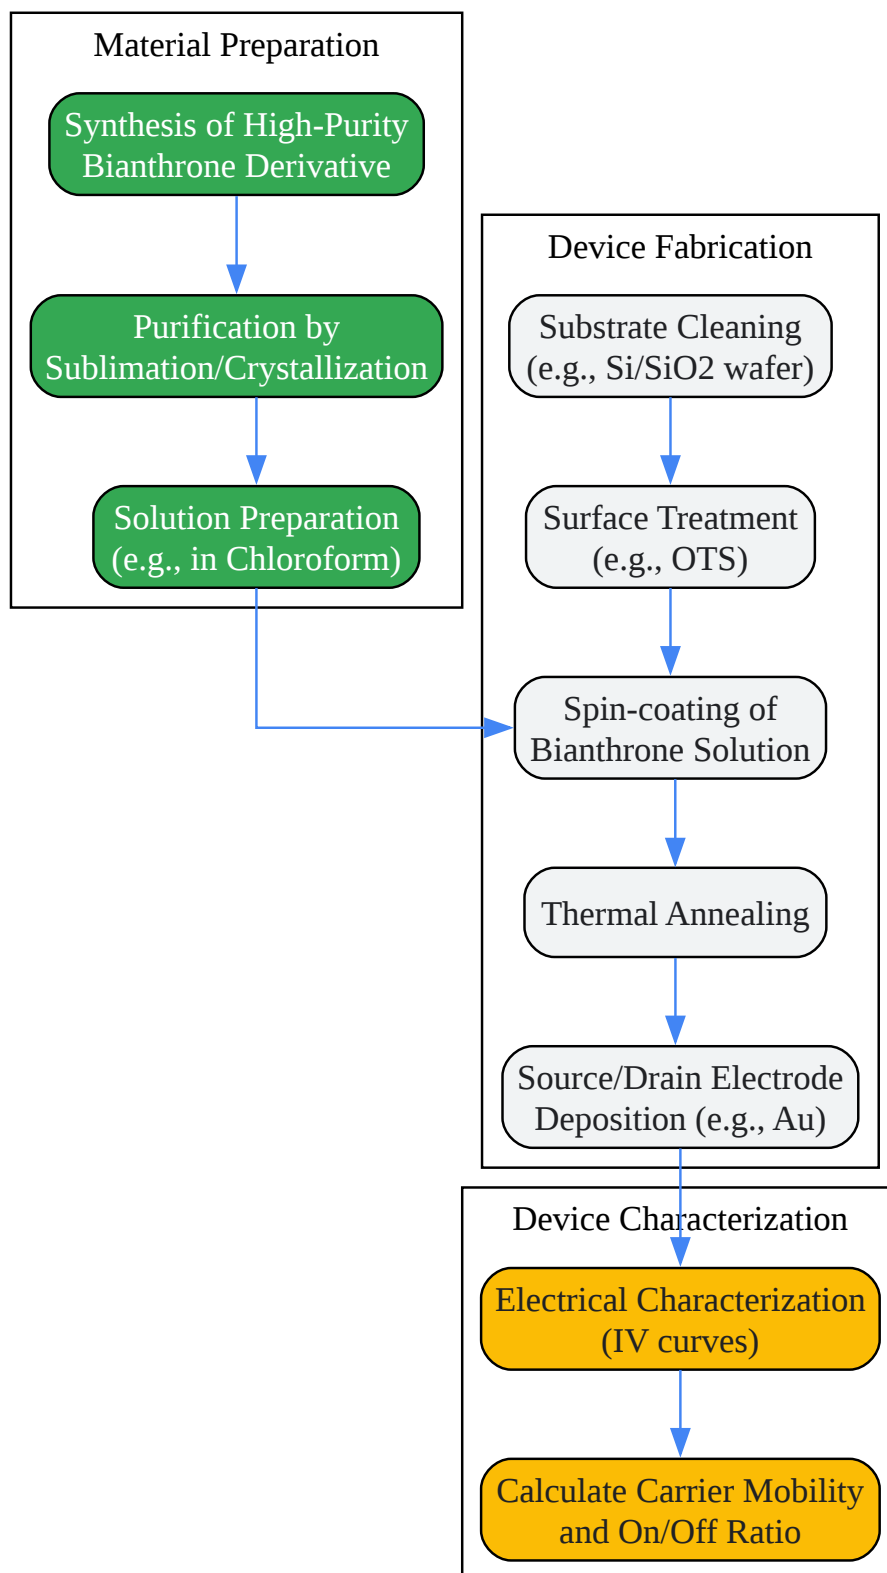 Material Preparation
Synthesis of High-Purity
Bianthrone Derivative
Purification by
Sublimation/Crystallization
Solution Preparation
(e.g., in Chloroform)
Device Fabrication
Substrate Cleaning
(e.g., Si/SiO2 wafer)
Surface Treatment
(e.g., OTS)
Spin-coating of
Bianthrone Solution
Thermal Annealing
Source/Drain Electrode
Deposition (e.g., Au)
Device Characterization
Electrical Characterization
(IV curves)
Calculate Carrier Mobility
and On/Off Ratio